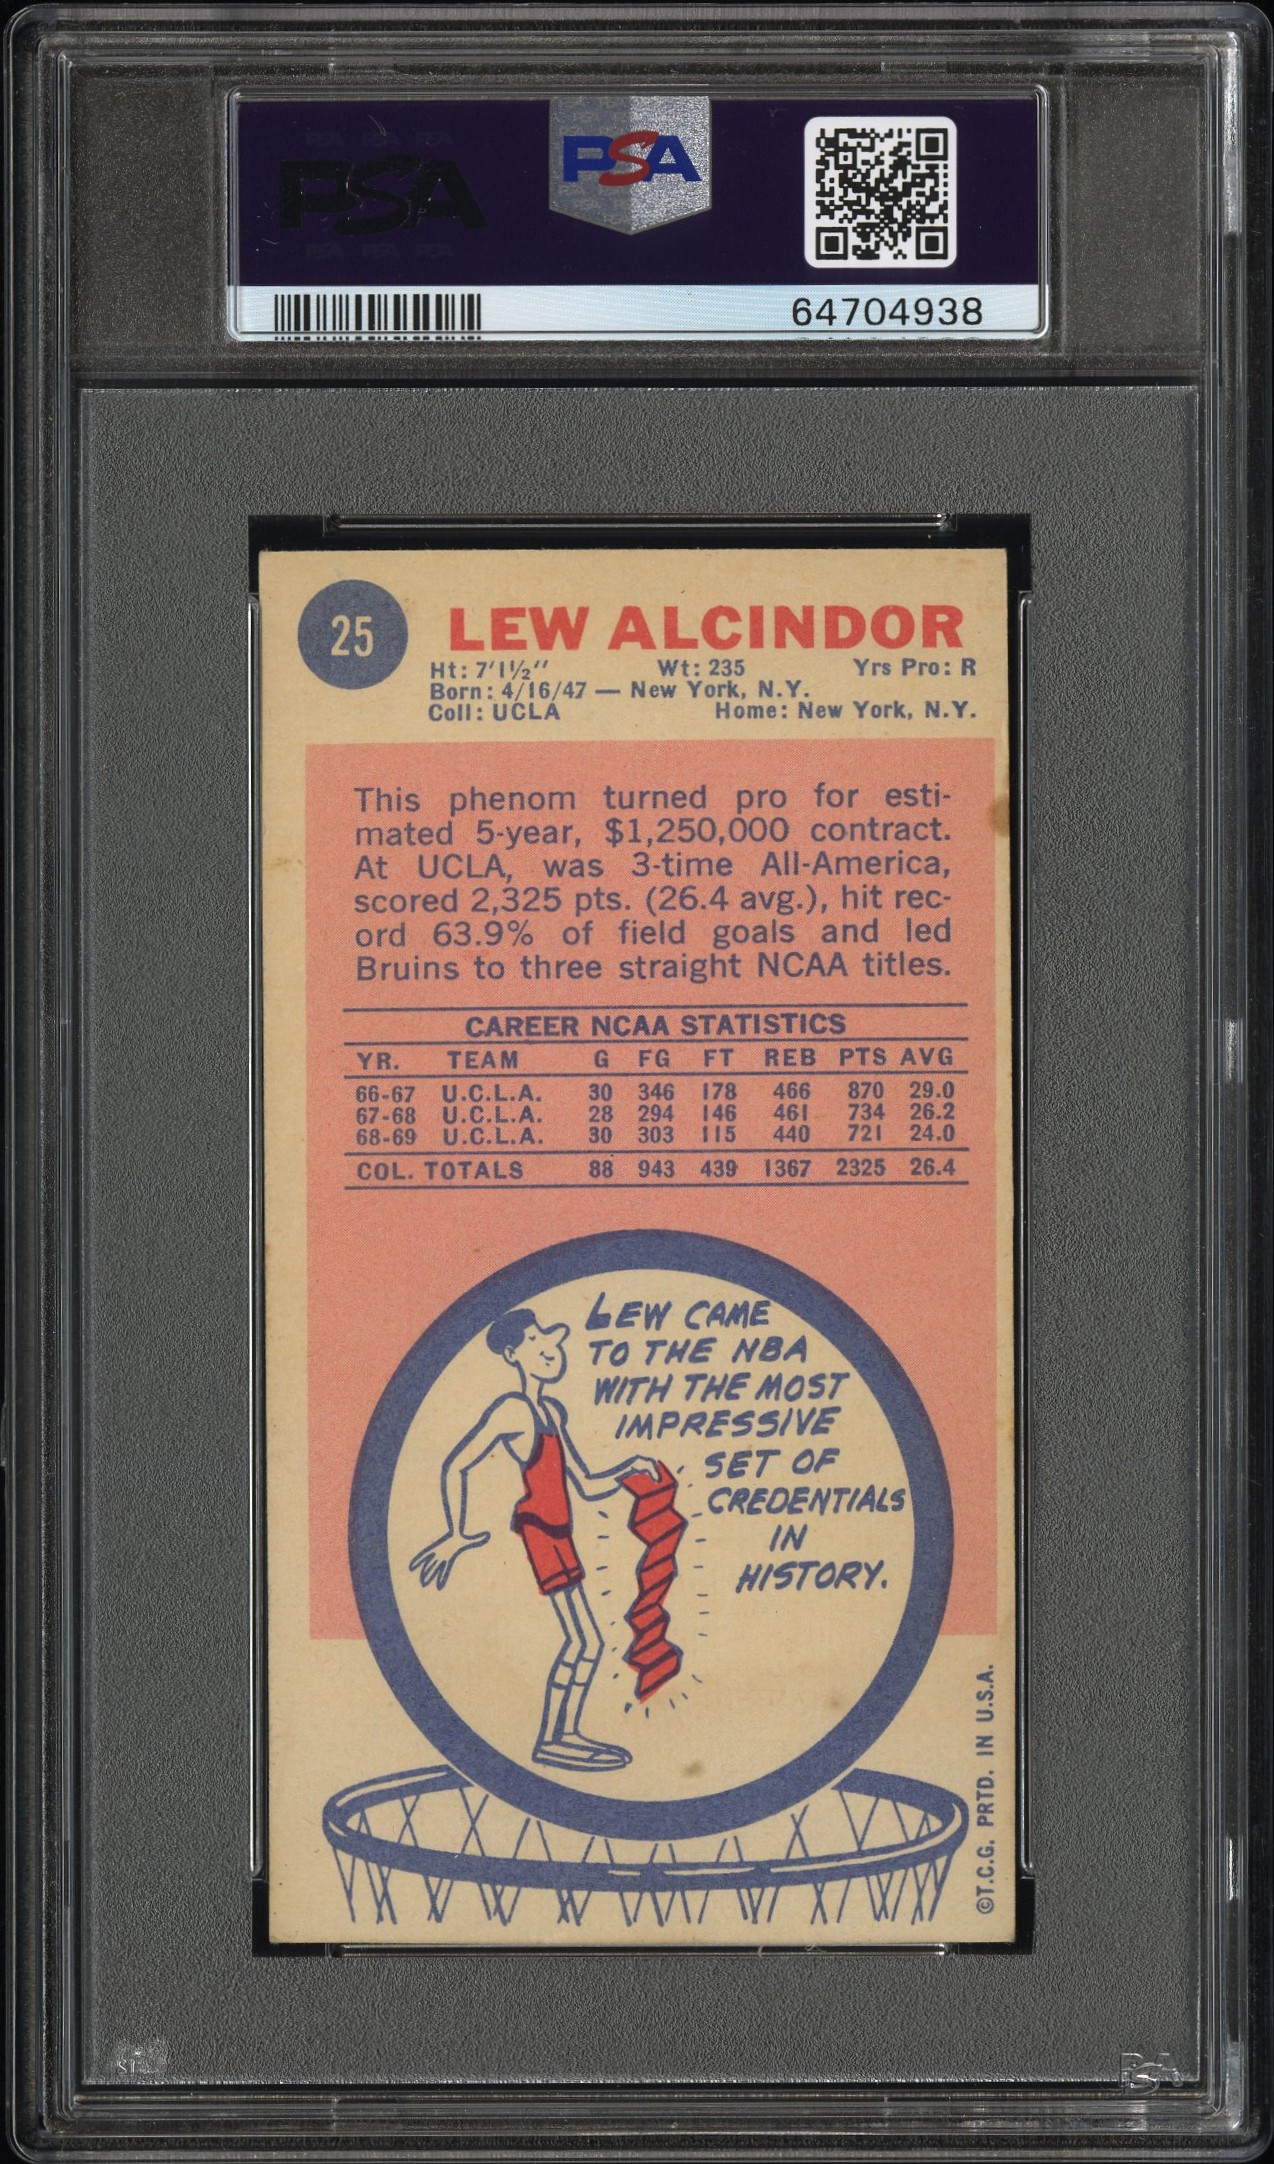 PSA
PSA
64704938
25
LEW ALCINDOR
Ht: 7'1½" Wt: 235 Yrs Pro: R
Born: 4/16/47 — New York, N.Y.
Coll: UCLA Home: New York, N.Y.
This phenom turned pro for esti-
mated 5-year, $1,250,000 contract.
At UCLA, was 3-time All-America,
scored 2,325 pts. (26.4 avg.), hit rec-
ord 63.9% of field goals and led
Bruins to three straight NCAA titles.
CAREER NCAA STATISTICS
YR. TEAM G FG FT REB PTS AVG
66-67 U.C.L.A. 30 346 178 466 870 29.0
67-68 U.C.L.A. 28 294 146 461 734 26.2
68-69 U.C.L.A. 30 303 115 440 721 24.0
COL. TOTALS 88 943 439 1367 2325 26.4
LEW CAME
TO THE NBA
WITH THE MOST
IMPRESSIVE
SET OF
CREDENTIALS
IN
HISTORY.
©T.C.G. PRTD. IN U.S.A.
PSA